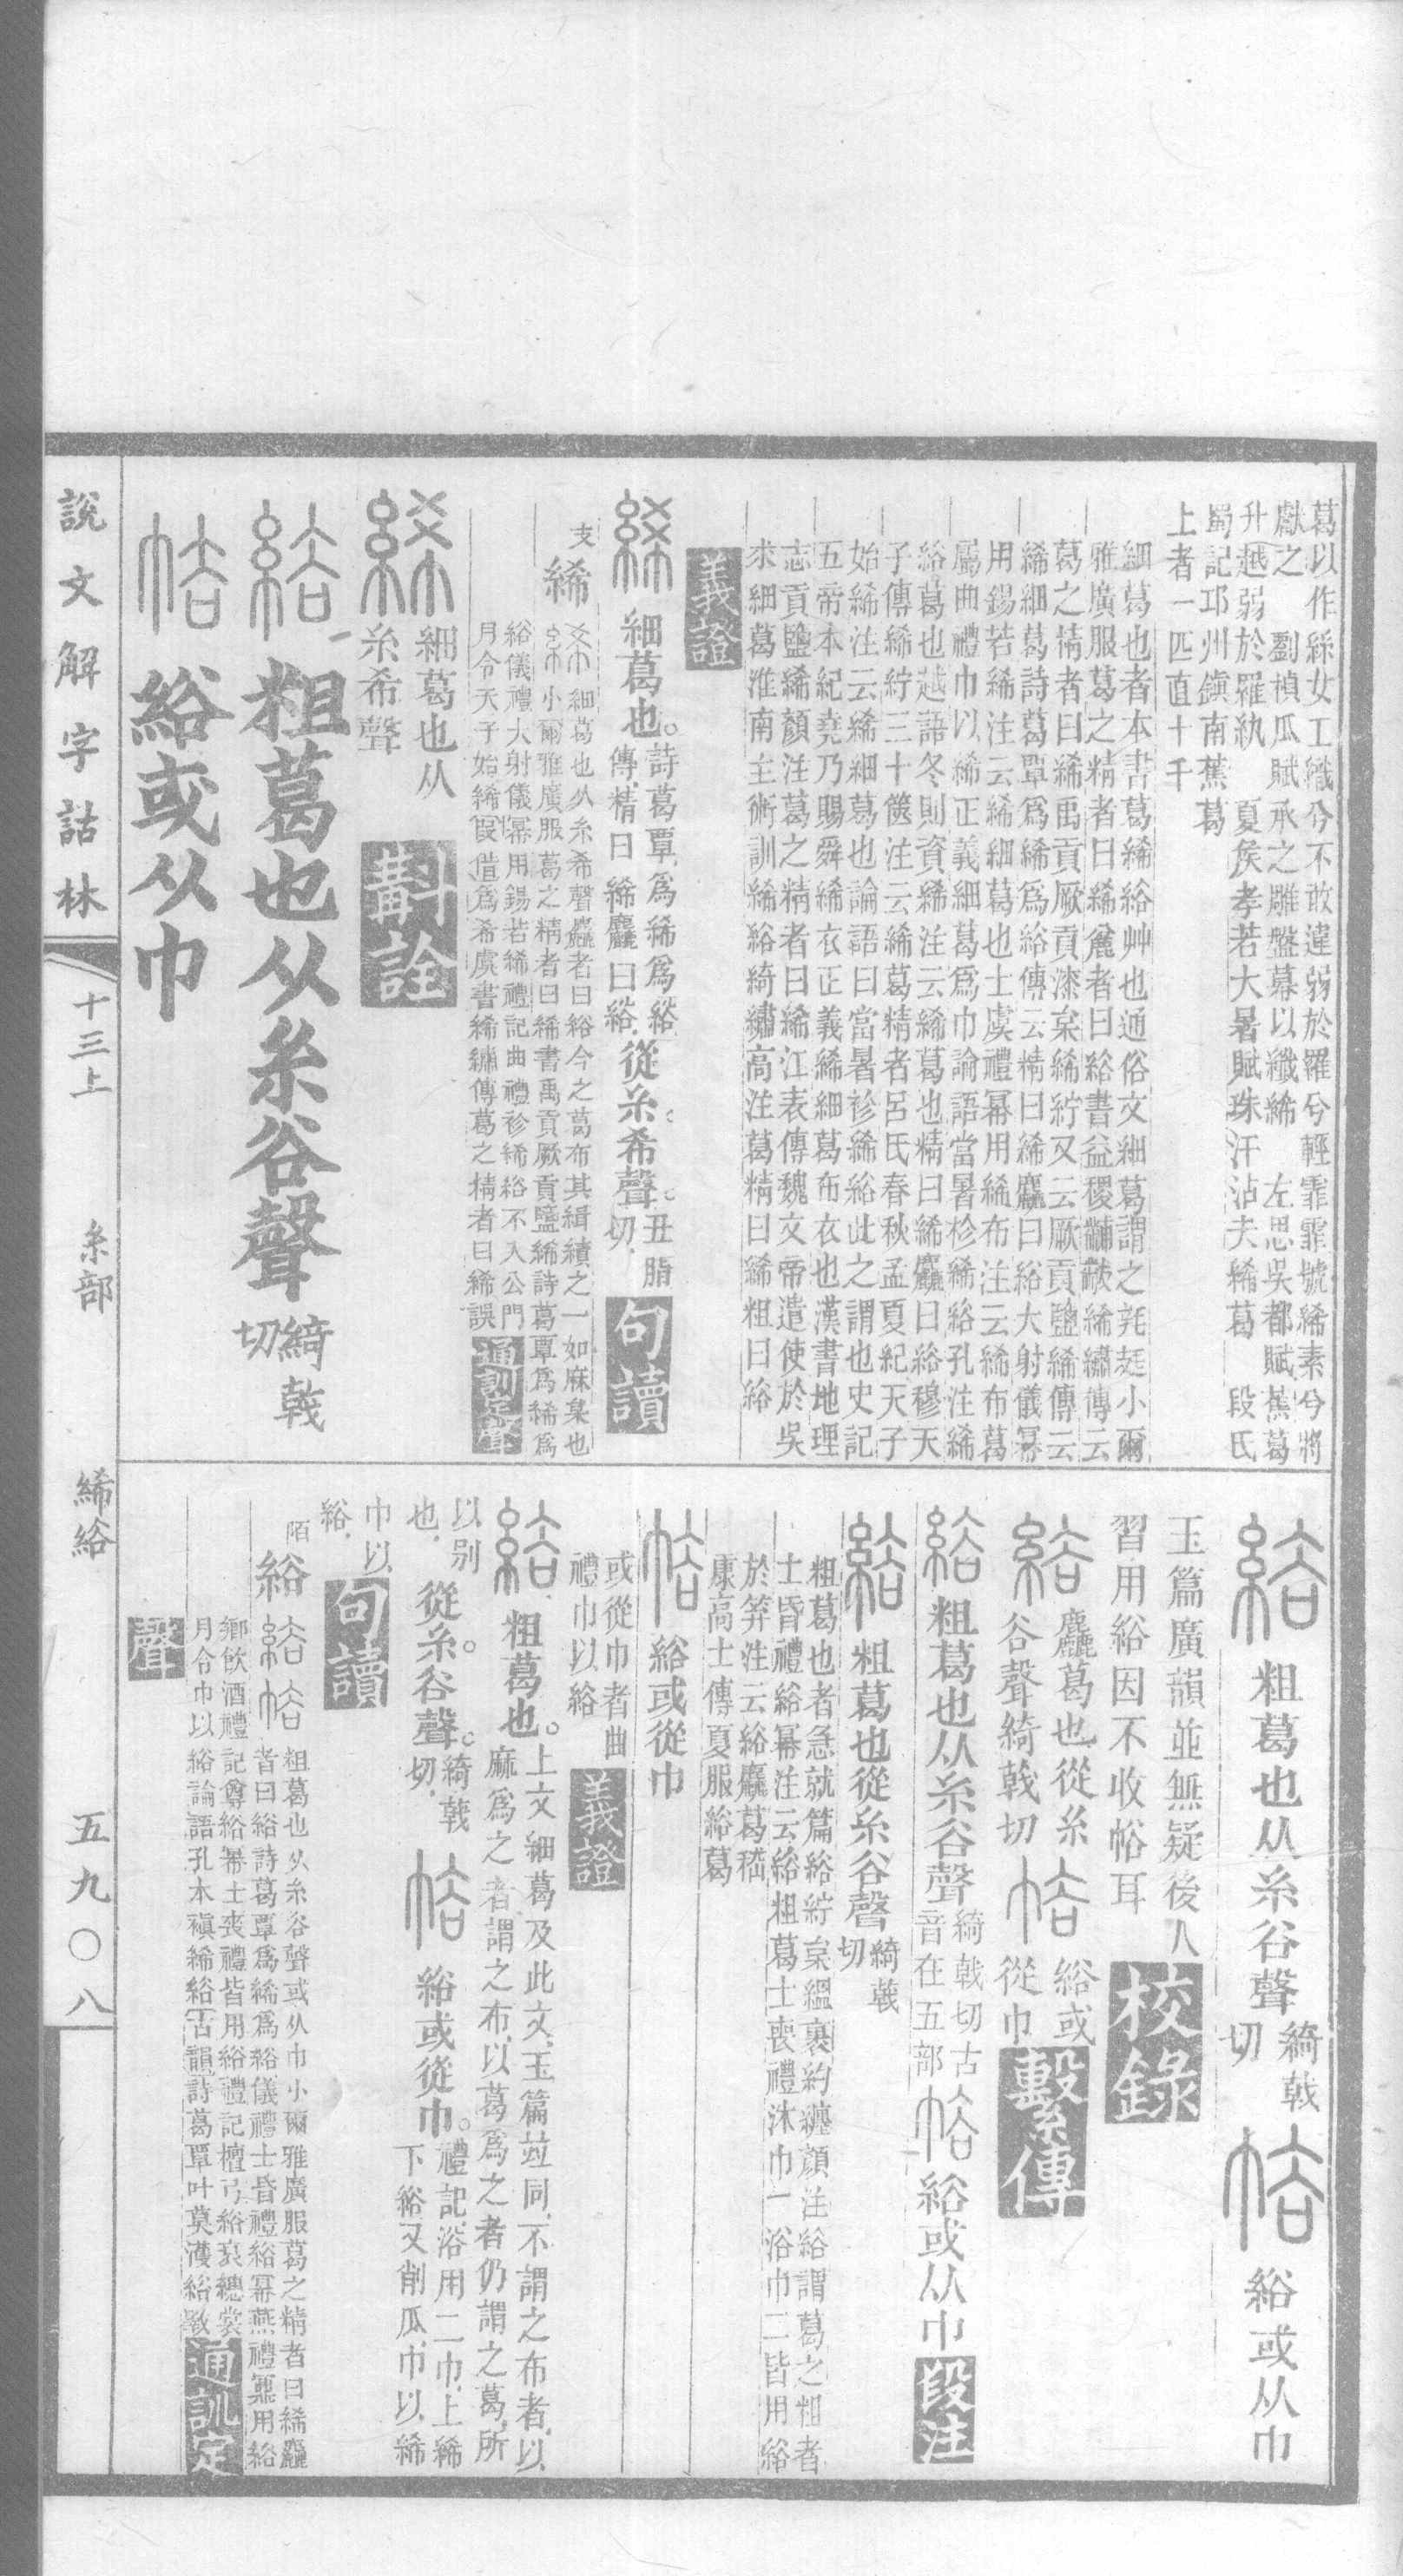 葛以作絺女工織兮不敢違弱於羅兮輕霏霏號絺素兮將
獻之　劉楨瓜賦承之雕盤幕以纖絺　左思吳都賦蕉葛
升越弱於羅紈　夏侯孝若大暑賦珠汗沾夫絺葛　段氏
蜀記邛州鎮南蕉葛
上者一匹直十千
細葛也者本書葛絺綌艸也通俗文細葛謂之
雅廣服葛之精者曰絺麤者曰綌書益稷黼黻絺繡傳云
葛之精者曰絺禹貢厥貢漆枲絺紵又云厥貢鹽絺傳云
絺細葛詩葛覃爲絺爲綌傳云精曰絺麤曰綌大射儀冪
用錫若絺注云絺細葛也士虞禮冪用絺布注云絺布葛
屬曲禮巾以絺正義細葛爲巾論語當暑袗絺綌孔注絺
綌葛也越語冬則資絺注云絺葛也精曰絺麤曰綌穆天
子傳絺紵三十篋注云絺葛精者呂氏春秋孟夏紀天子
始絺注云絺細葛也論語曰當暑袗絺綌此之謂也史記
五帝本紀堯乃賜舜絺衣正義絺細葛布衣也漢書地理
志貢鹽絺顏注葛之精者曰絺江表傳魏文帝遣使於吳
求細葛淮南主術訓絺綌綺繡高注葛精曰絺粗曰綌
義證
絺 細葛也。詩葛覃，爲絺爲綌，傳，精曰絺麤曰綌，從糸。希聲。丑脂切，句讀
支 絺 細葛也从糸希聲麤者曰綌今之葛布其緝績之一如麻枲也
小爾雅廣服葛之精者曰絺書禹貢厥貢鹽絺詩葛覃爲絺爲
綌儀禮大射儀冪用錫若絺禮記曲禮袗絺綌不入公門
月令天子始絺叚借爲希虞書絺繡傳葛之精者曰絺誤 通訓定聲
絺 細葛也从糸希聲 斠詮
綌 粗葛也从糸谷聲 綺戟切
帢 綌或从巾
綌 粗葛也从糸谷聲 綺戟切 綌或从巾
玉篇廣韻並無疑後人
習用綌因不收㡇耳 校錄
綌 麤葛也從糸谷聲綺戟切 綌或從巾 繫傳
綌 粗葛也从糸谷聲 綺戟切古音在五部 綌或从巾 段注
綌 粗葛也從糸谷聲 綺戟切
粗葛也者急就篇綌紵枲縕裹約纏顏注綌謂葛之粗者
士昏禮綌冪注云綌粗葛士喪禮沐巾一浴巾二皆用綌
於笲注云綌麤葛嵇
康高士傳夏服綌葛
綌或從巾
或從巾者曲
禮巾以綌 義證
綌 粗葛也。上文細葛及此文，玉篇竝同，不謂之布者，以
麻爲之者謂之布，以葛爲之者仍謂之葛，所
以別也，從糸。谷聲。綺戟切， 綌或從巾。禮記，浴用二巾，上絺下綌，又削瓜，巾以絺
巾以綌， 句讀
陌 綌 粗葛也从糸谷聲或从巾小爾雅廣服葛之精者曰絺麤
者曰綌詩葛覃爲絺爲綌儀禮士昏禮綌冪燕禮冪用綌
鄉飲酒禮記尊綌冪士喪禮皆用綌禮記檀弓綌衰繐裳
月令巾以綌論語孔本袗絺綌古韻詩葛覃叶莫濩綌斁 通訓定
聲
說文解字詁林 十三上 糸部 絺綌 五九〇八